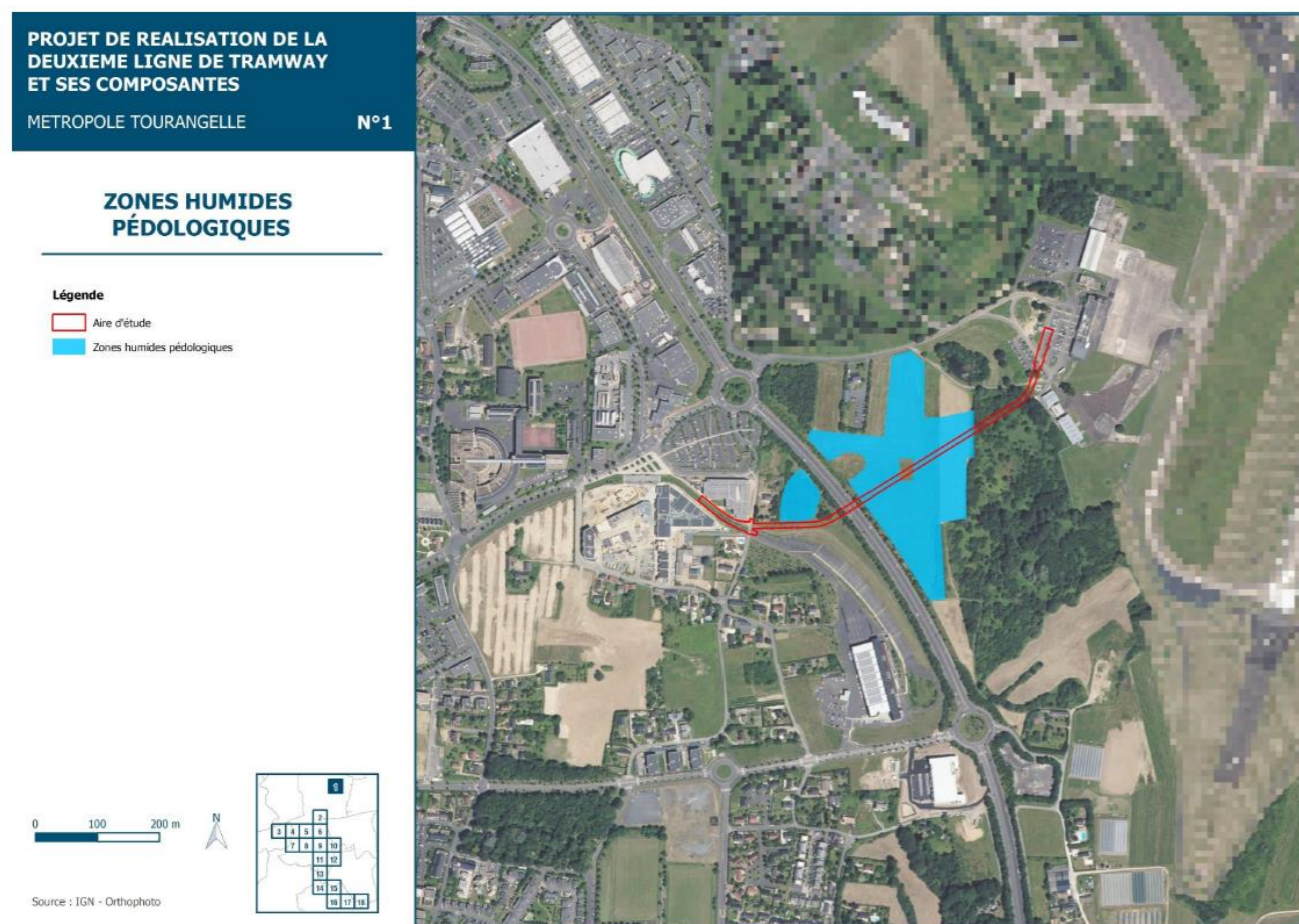 PROJET DE REALISATION DE LA
DEUXIEME LIGNE DE TRAMWAY
ET SES COMPOSANTES
METROPOLE TOURANGELLE N°1
ZONES HUMIDES
PÉDOLOGIQUES
Légende
Aire d'étude
Zones humides pédologiques
0 100 200 m
N
1
2
3 4 5 6
7 8 9 10
11 12
13
14 15
16 17 18
Source : IGN - Orthophoto